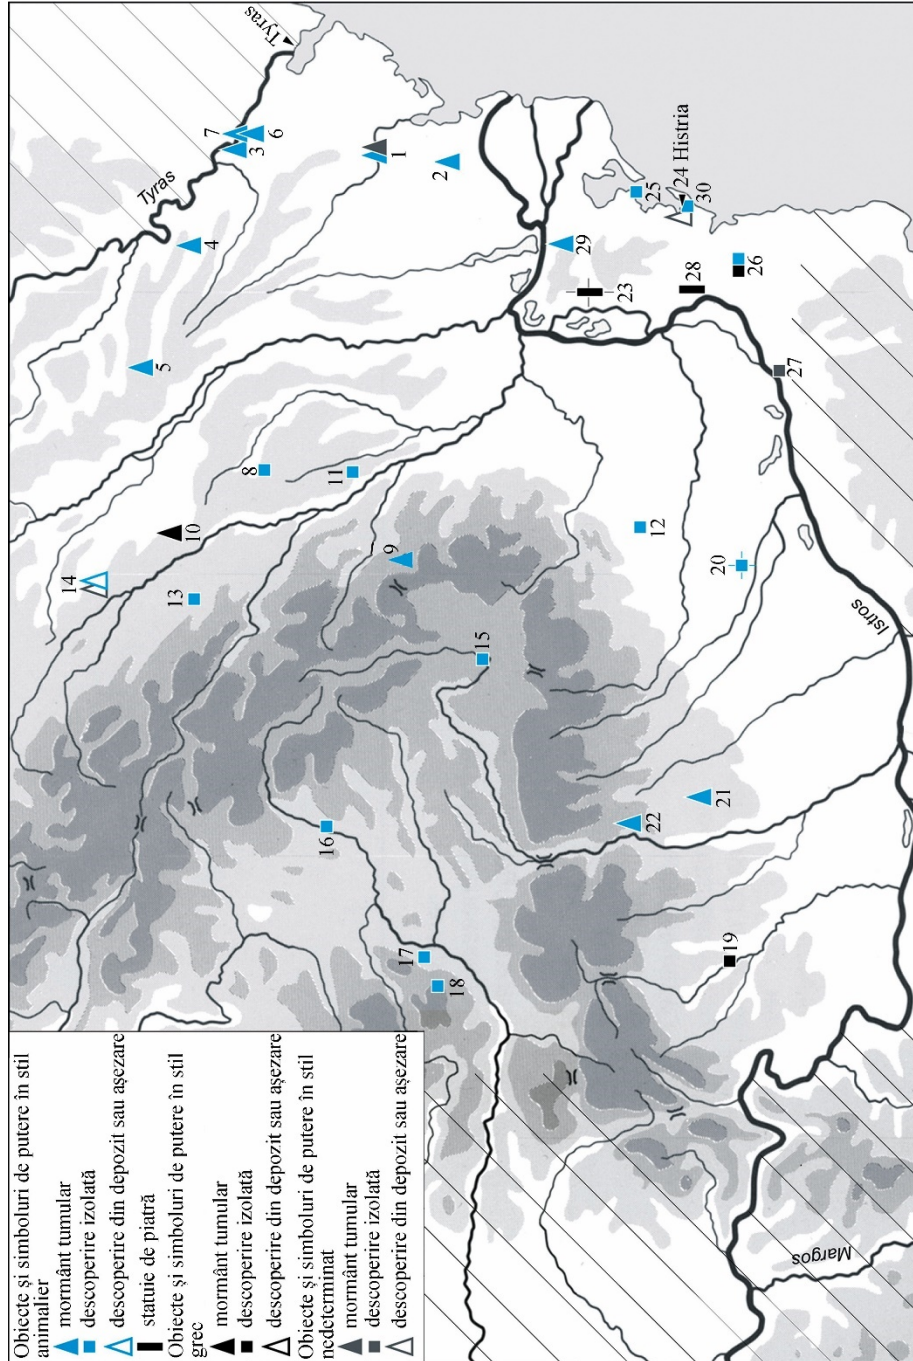 Obiecte și simboluri de putere în stil
animalier
mormânt tumular
descoperire izolată
descoperire din depozit sau așezare
statuie de piatră
Obiecte și simboluri de putere în stil
grec
mormânt tumular
descoperire izolată
descoperire din depozit sau așezare
Obiecte și simboluri de putere în stil
nedeterminat
mormânt tumular
descoperire izolată
descoperire din depozit sau așezare
14
10
5
4
Tyras
7
3
6
Tyras
13
8
11
1
2
16
9
17
18
15
29
23
25
24 Histria
30
22
21
12
28
26
19
20
27
Istros
Margos